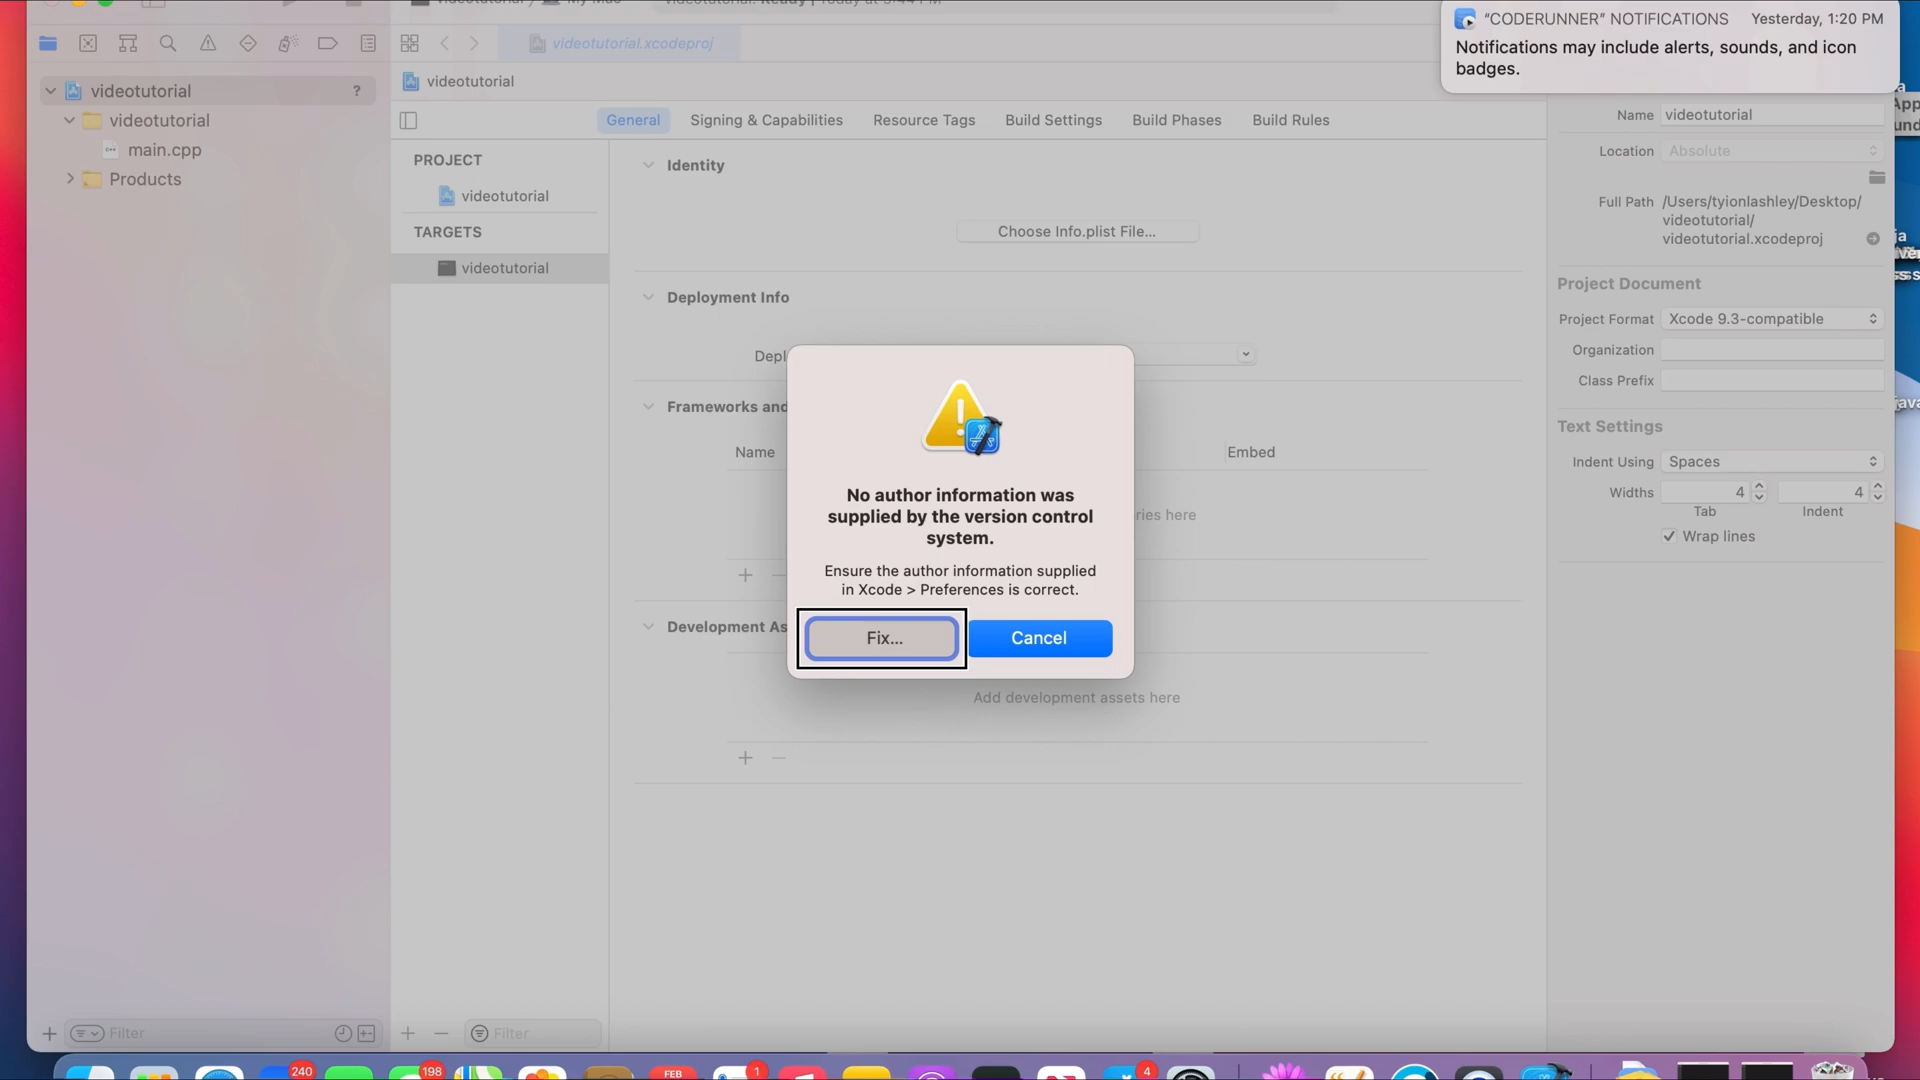 "CODERUNNER" NOTIFICATIONS Yesterday, 1:20 PM
Notifications may include alerts, sounds, and icon
badges.
videotutorial.xcodeproj
videotutorial ?
videotutorial
main.cpp
Products
videotutorial
General Signing & Capabilities Resource Tags Build Settings Build Phases Build Rules
PROJECT
videotutorial
TARGETS
videotutorial
Identity
Choose Info.plist File...
Deployment Info
Depl
Frameworks and
Name Embed
ries here
Development As
Add development assets here
No author information was
supplied by the version control
system.
Ensure the author information supplied
in Xcode > Preferences is correct.
Fix... Cancel
Name videotutorial
Location Absolute
Full Path /Users/tyionlashley/Desktop/
videotutorial/
videotutorial.xcodeproj
Project Document
Project Format Xcode 9.3-compatible
Organization
Class Prefix
Text Settings
Indent Using Spaces
Widths 4 4
Tab Indent
Wrap lines
Filter
Filter
240 198 FEB 1 4